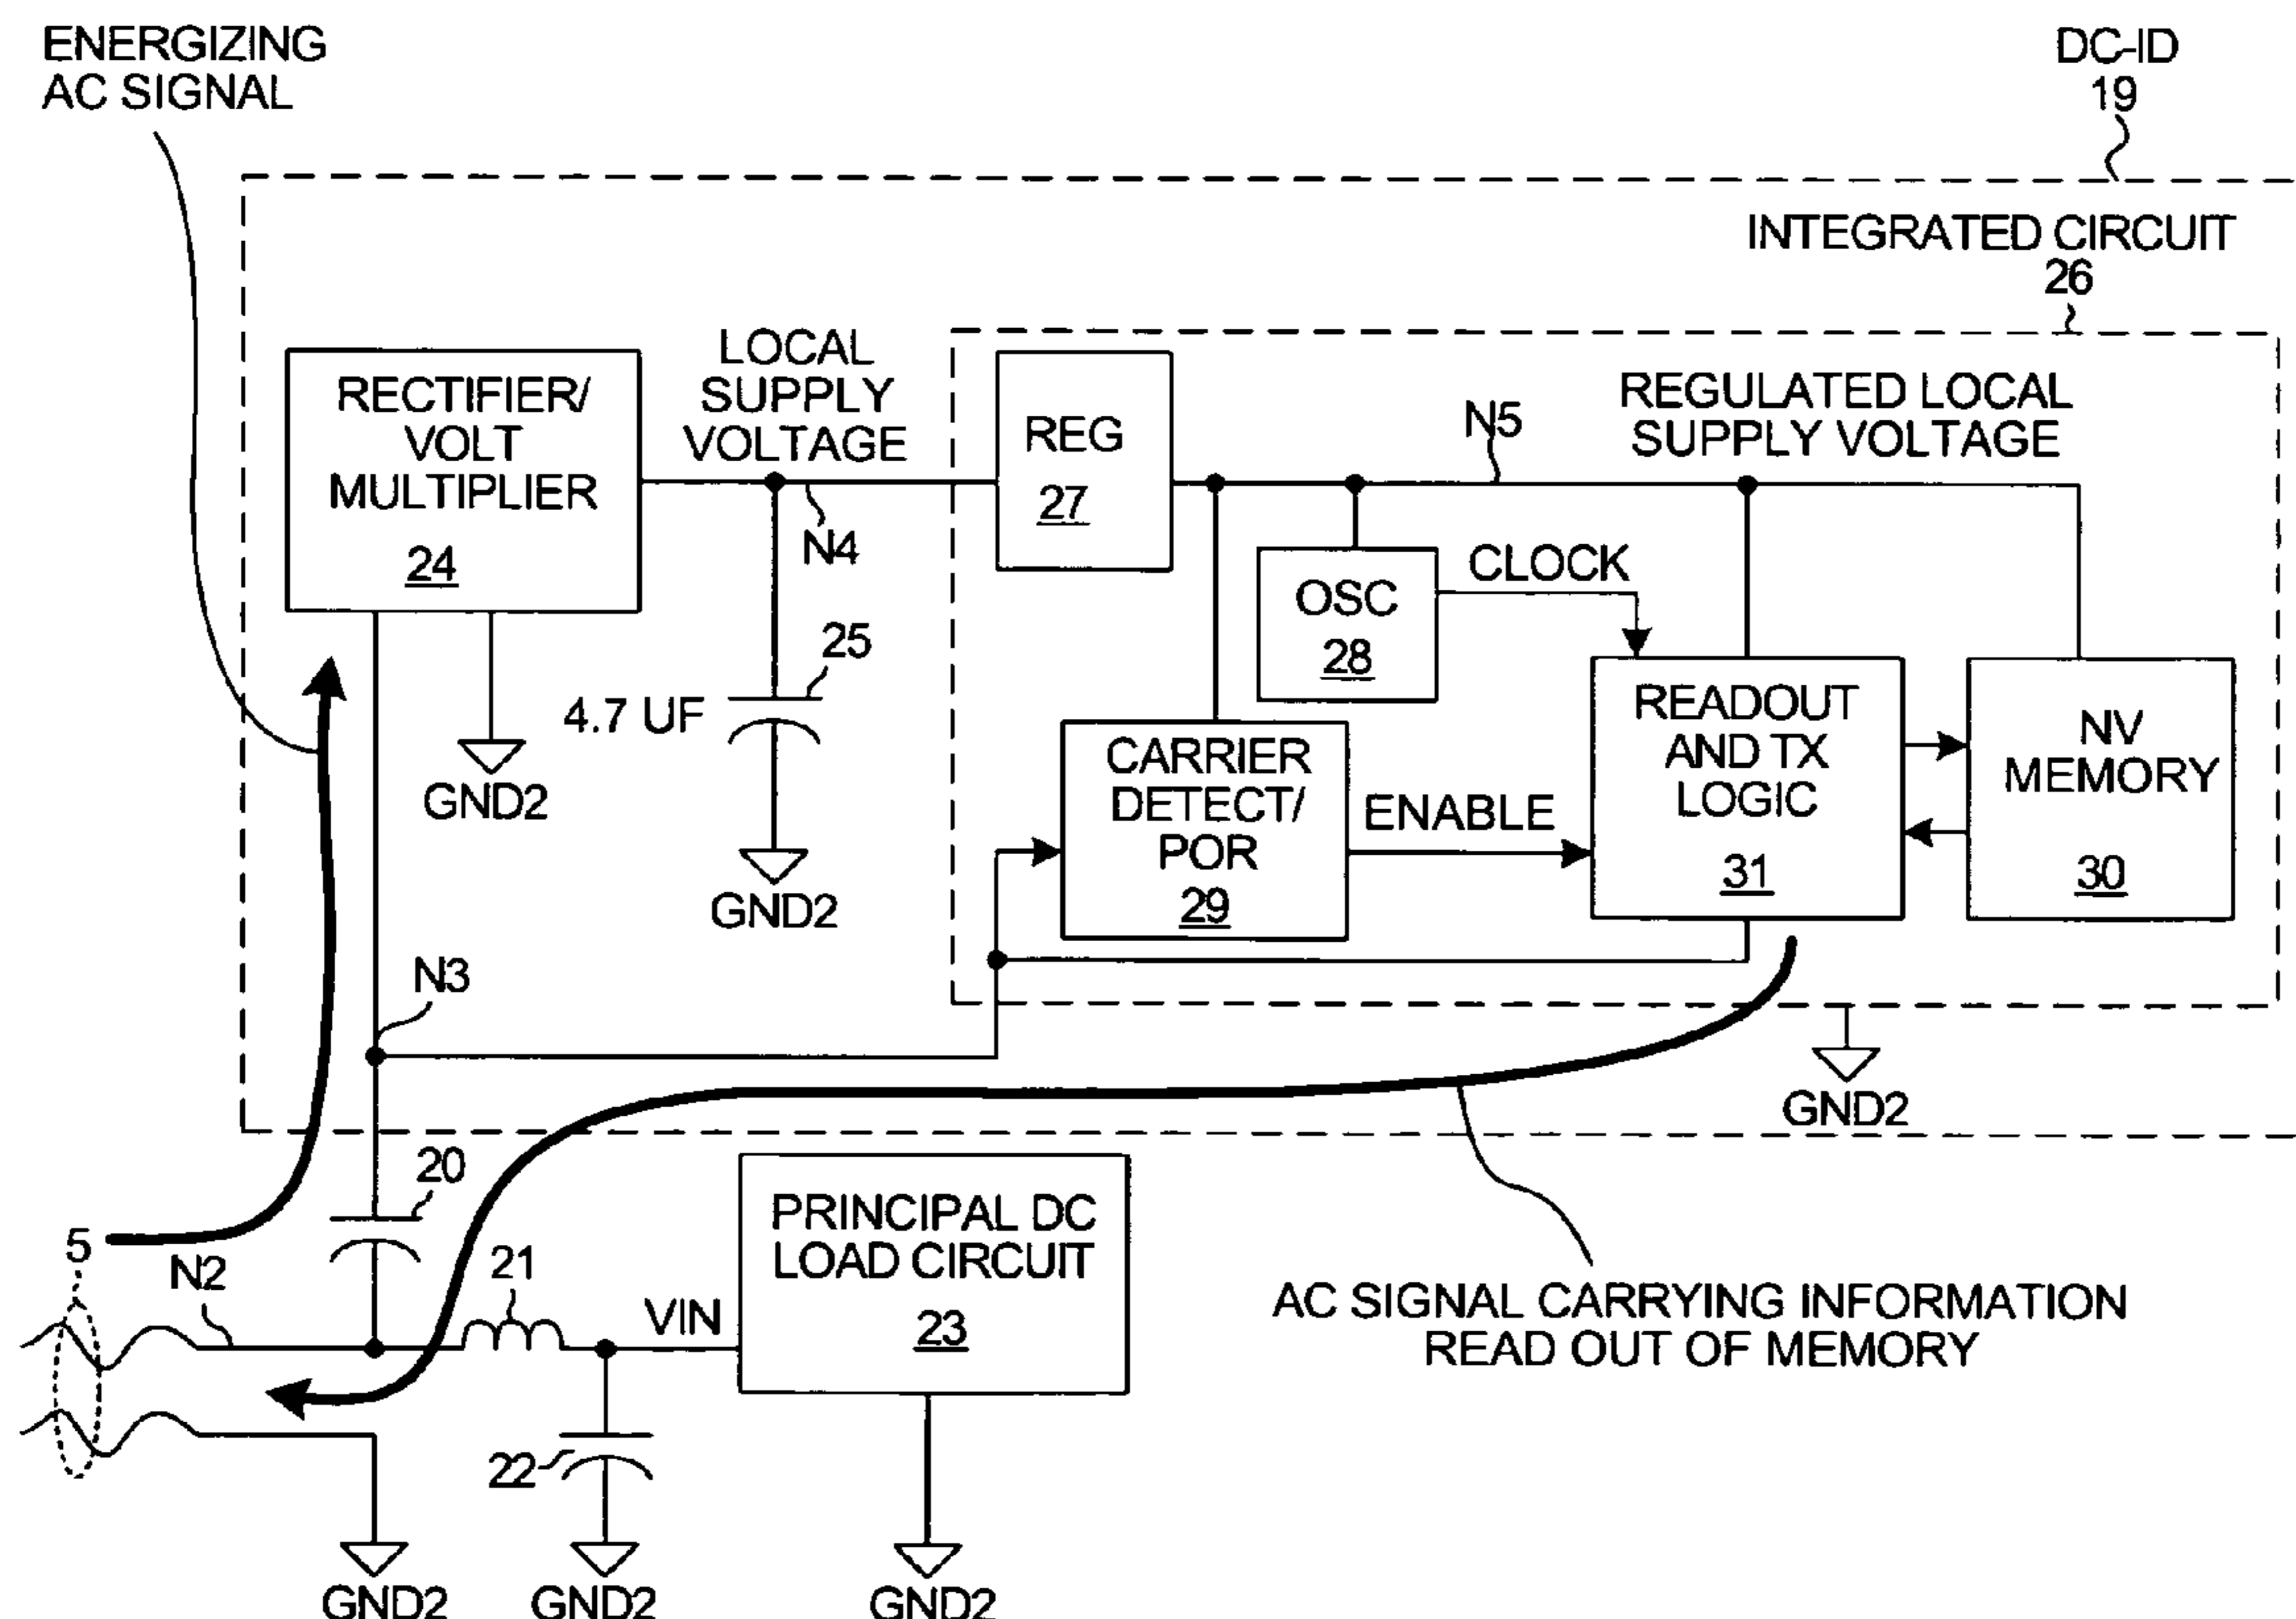 ENERGIZING
AC SIGNAL
DC-ID
19
INTEGRATED CIRCUIT
26
RECTIFIER/
VOLT
MULTIPLIER
24
LOCAL
SUPPLY
VOLTAGE
N4
REG
27
N5
REGULATED LOCAL
SUPPLY VOLTAGE
OSC
28
CLOCK
25
4.7 UF
GND2
GND2
CARRIER
DETECT/
POR
29
ENABLE
READOUT
AND TX
LOGIC
31
NV
MEMORY
30
N3
GND2
20
5
N2
21
VIN
PRINCIPAL DC
LOAD CIRCUIT
23
22
AC SIGNAL CARRYING INFORMATION
READ OUT OF MEMORY
GND2
GND2
GND2